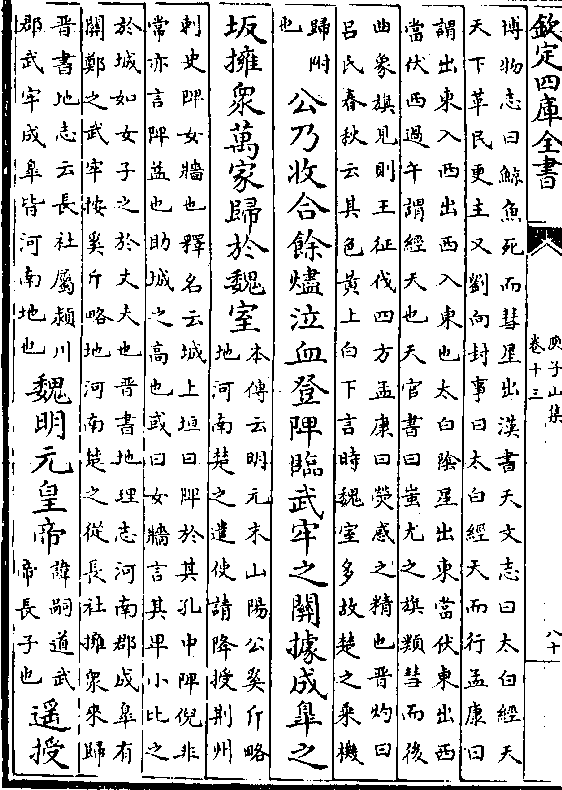 欽定四庫全書
庾子山集
卷十三
八十
博物志曰鯨魚死而彗星出漢書天文志曰太白經天
天下革民更主又劉向封事曰太白經天而行孟康曰
謂出東入西出西入東也太白隂星出東當伏東出西
當伏西過午謂經天也天官書曰蚩尤之旗類彗而後
曲象旗見則王征伐四方孟康曰熒惑之精也晉灼曰
吕氏春秋云其色黄上白下言時魏室多故楚之乘機
歸附
也
公乃收合餘燼泣血登陴臨武牢之關據成臯之
坂擁衆萬家歸於魏室
本傳云明元末山陽公奚斤略
地河南楚之遣使請降授荆州
刺史陴女牆也釋名云城上垣曰陴於其孔中陴倪非
常亦言陴益也助城之高也或曰女牆言其卑小比之
於城如女子之於丈夫也晉書地理志河南郡成臯有
關鄭之武牢按奚斤略地河南楚之從長社擁衆來歸
晉書地志云長社屬潁川
郡武牢成臯皆河南地也
魏明元皇帝
諱嗣道武
帝長子也
遥授